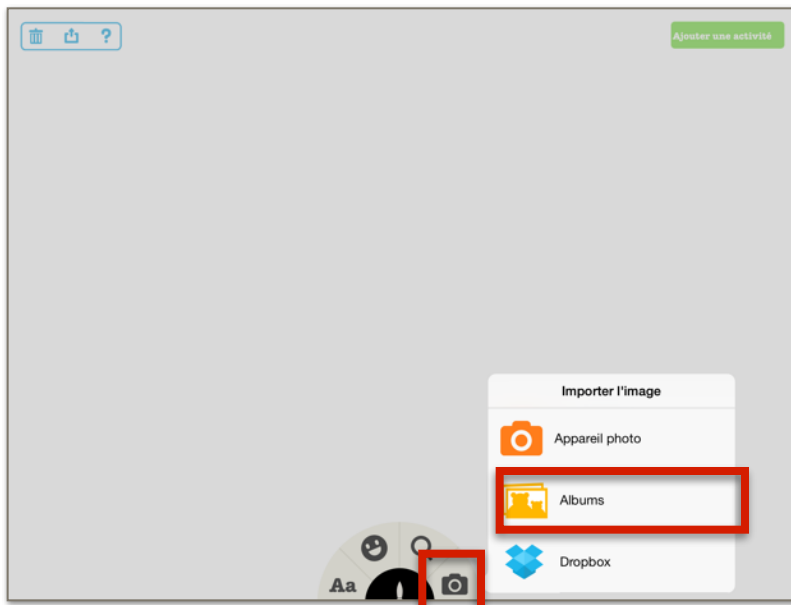 ?
Ajouter une activité
Importer l'image
Appareil photo
Albums
Dropbox
Aa